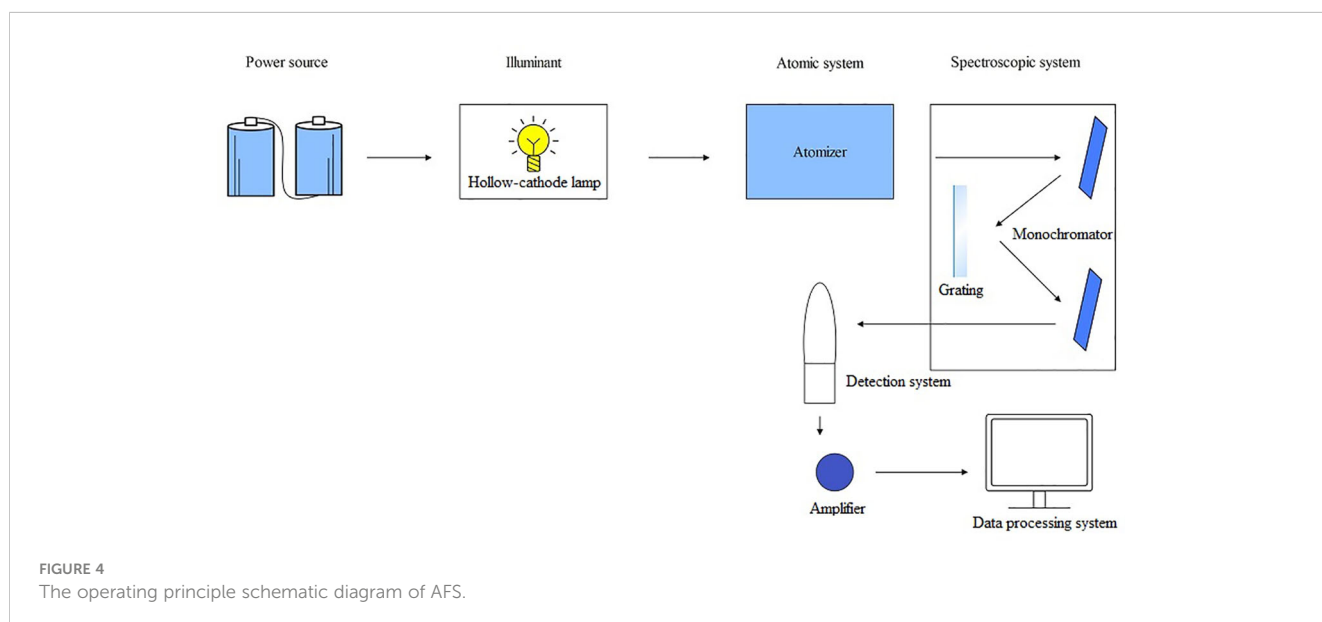 Power source
Illuminant
Atomic system
Spectroscopic system
Hollow-cathode lamp
Atomizer
Monochromator
Grating
Detection system
Amplifier
Data processing system
FIGURE 4
The operating principle schematic diagram of AFS.